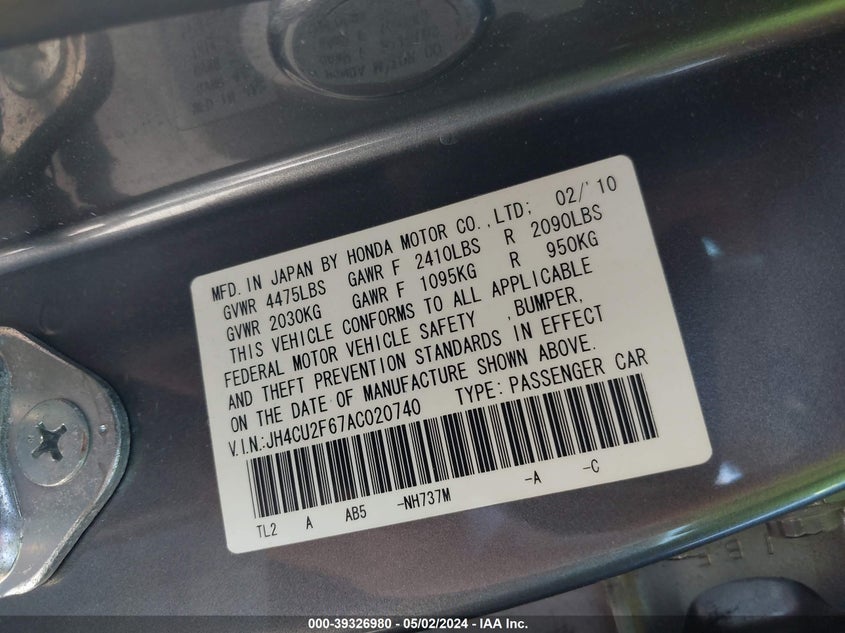 MFD. IN JAPAN BY HONDA MOTOR CO.,LTD; 02/'10
GVWR 4475LBS GAWR F 2410LBS R 2090LBS
GVWR 2030KG GAWR F 1095KG R 950KG
THIS VEHICLE CONFORMS TO ALL APPLICABLE
FEDERAL MOTOR VEHICLE SAFETY ,BUMPER,
AND THEFT PREVENTION STANDARDS IN EFFECT
ON THE DATE OF MANUFACTURE SHOWN ABOVE.
V.I.N.:JH4CU2F67AC020740 TYPE: PASSENGER CAR
TL2 A AB5 -NH737M -A -C
000-39326980 - 05/02/2024 - IAA Inc.